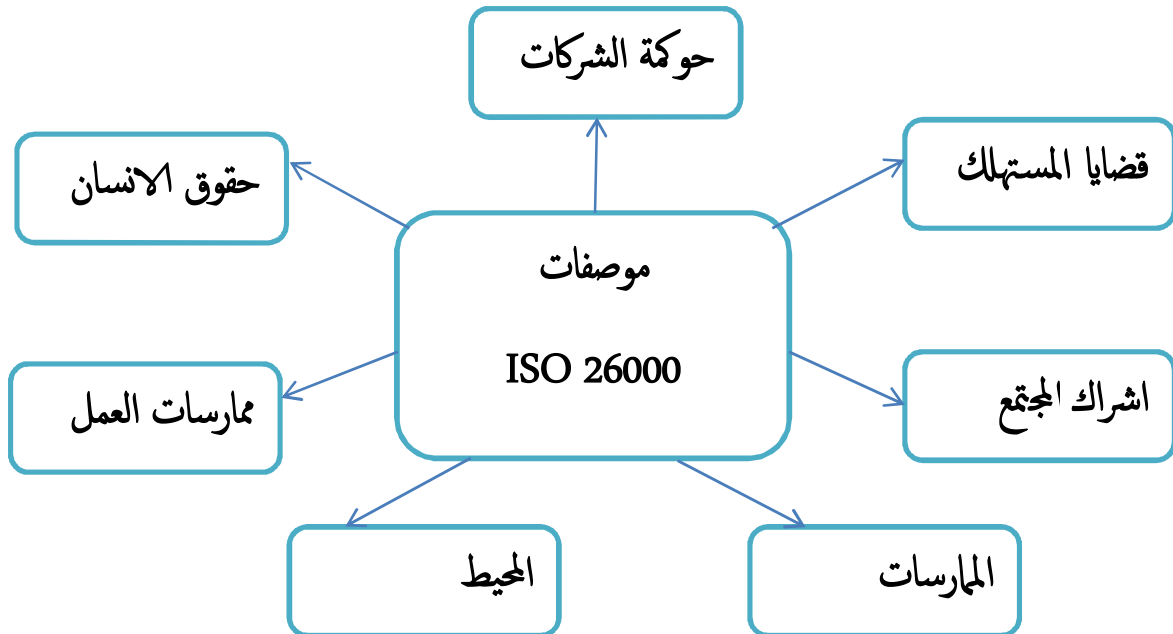 حوكمة الشركات
قضايا المستهلك
حقوق الانسان
موصفات
ISO 26000
اشراك المجتمع
ممارسات العمل
الممارسات
المحيط